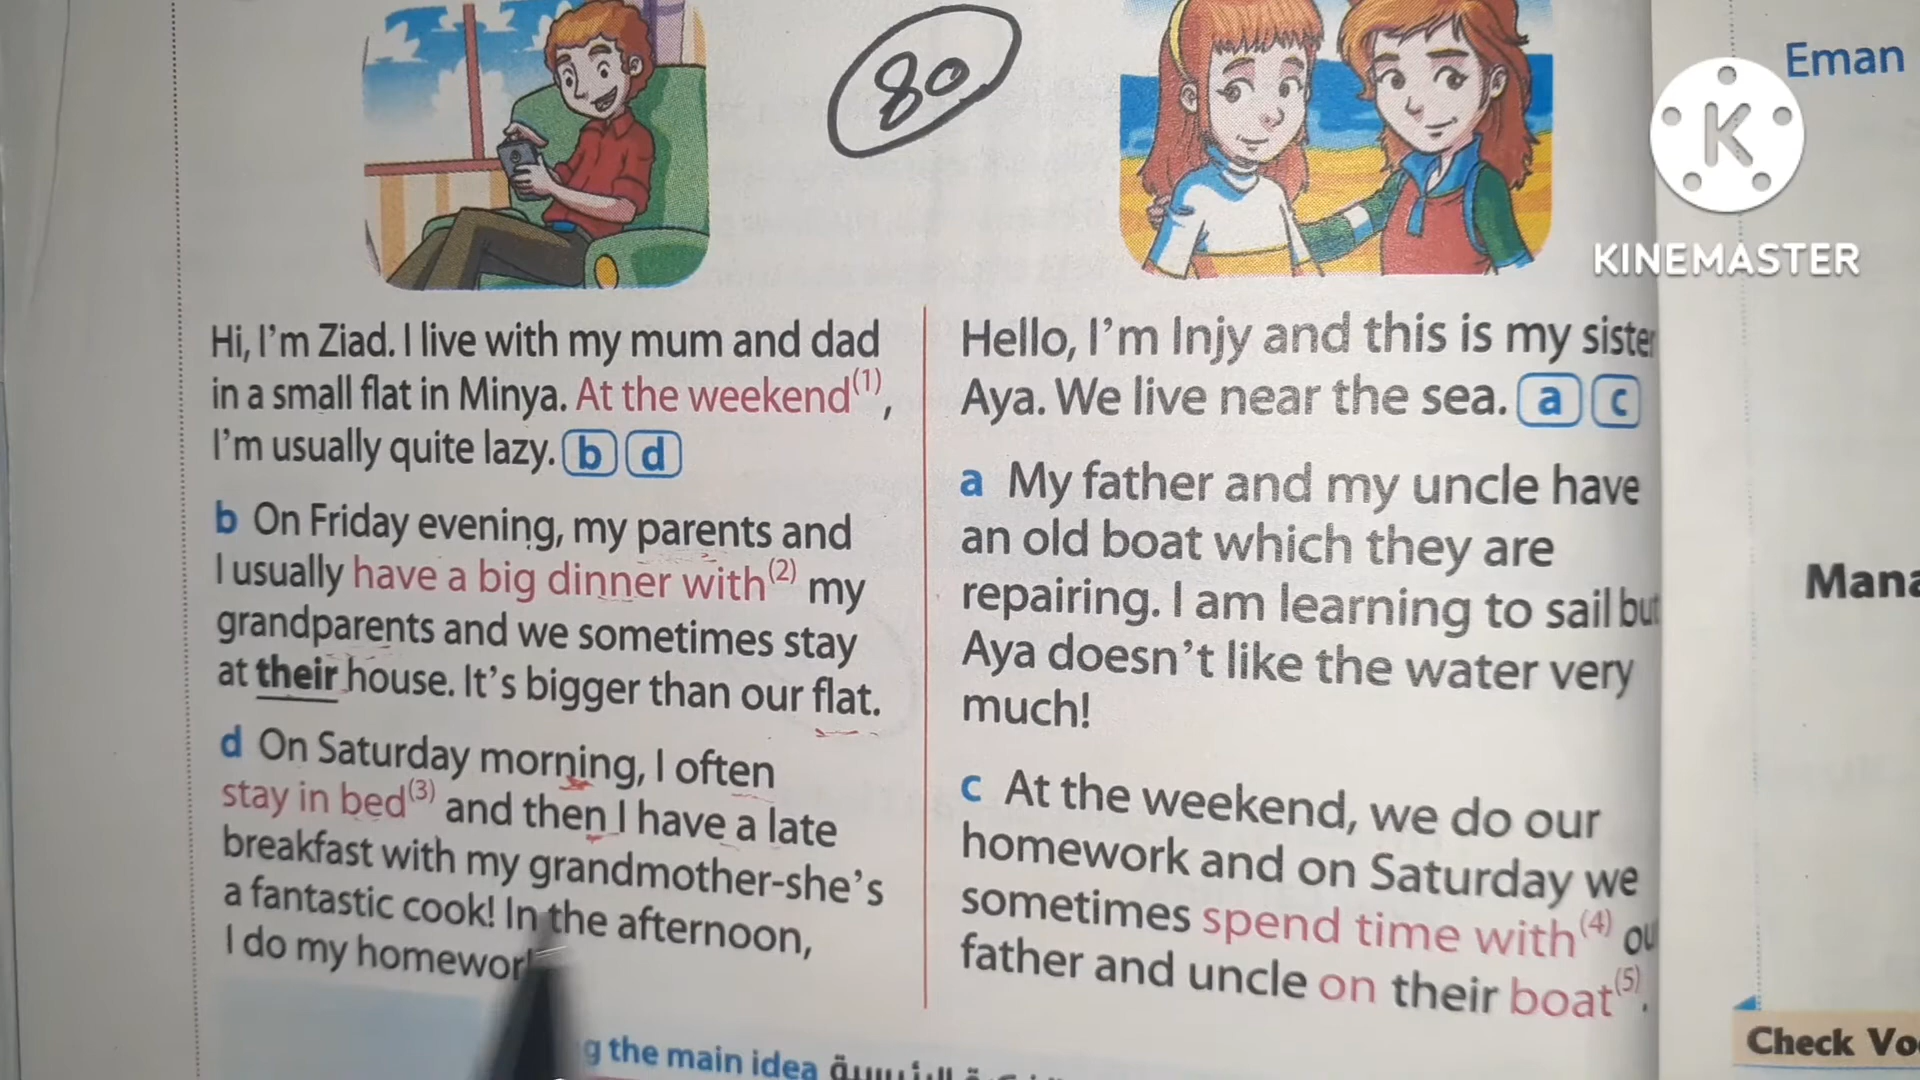 80
Eman
K
KINEMASTER
Hi, I'm Ziad. I live with my mum and dad
in a small flat in Minya. At the weekend(1),
I'm usually quite lazy. b d
b On Friday evening, my parents and
I usually have a big dinner with(2) my
grandparents and we sometimes stay
at their house. It's bigger than our flat.
d On Saturday morning, I often
stay in bed(3) and then I have a late
breakfast with my grandmother-she's
a fantastic cook! In the afternoon,
I do my
Hello, I'm Injy and this is my sister
Aya. We live near the sea. a c
a My father and my uncle have
an old boat which they are
repairing. I am learning to sail but
Aya doesn't like the water very
much!
c At the weekend, we do our
homework and on Saturday we
sometimes spend time with(4)
father and uncle on their boat(5).
the main idea
Check